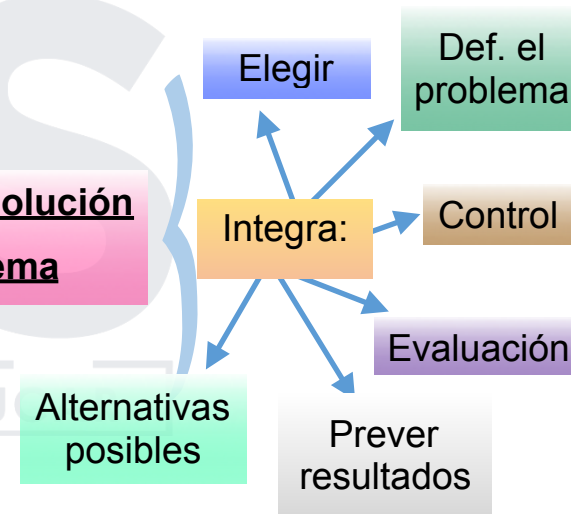 Elegir
Def. el
problema
olución
ema
Integra:
Control
Evaluación
Alternativas
posibles
Prever
resultados